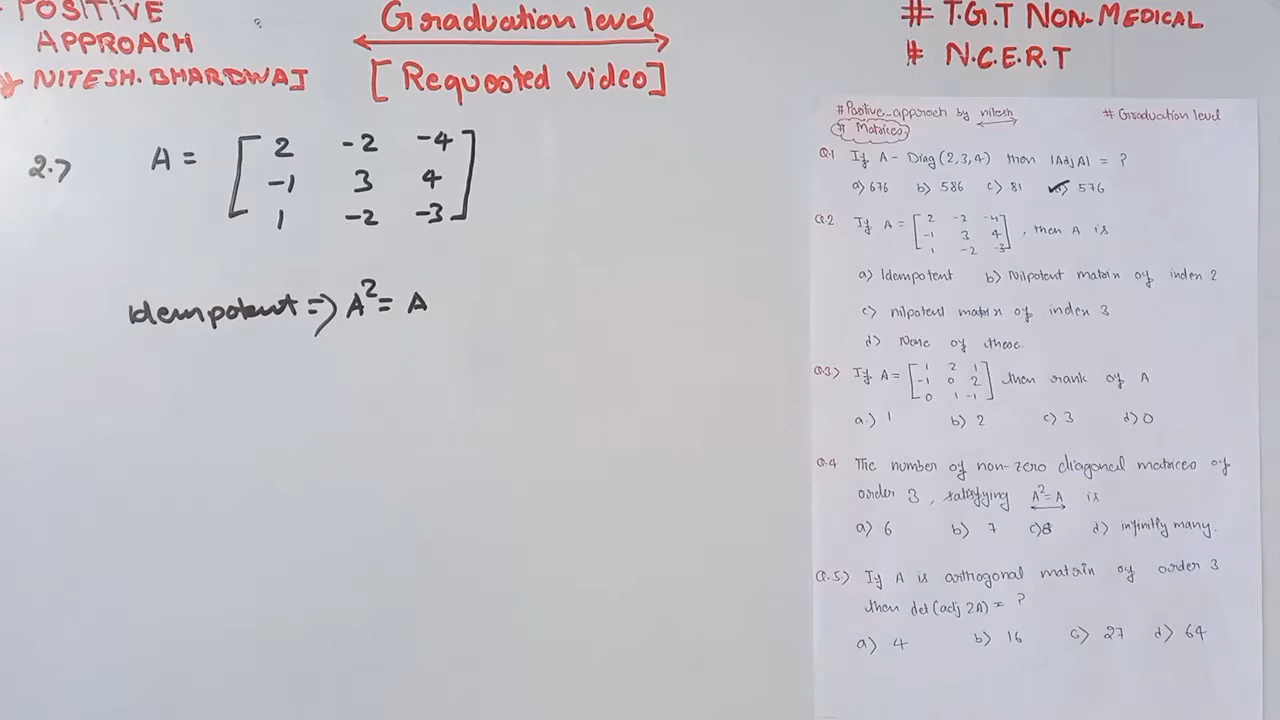 POSITIVE
APPROACH
NITESH.BHARDWAJ
Graduation level
[Requested video]
# T.G.T NON-MEDICAL
# N.C.E.R.T
2.7 A = [2 -2 -4
-1 3 4
1 -2 -3]
Idempotent => A² = A
#Positive_approach by nitesh # Graduation level
# Matrices
Q.1 If A - Diag(2,3,4) then |Adj A| = ?
a) 676 b) 586 c) 81 d) 576
Q.2 If A = [2 -2 -4
-1 3 4
1 -2 -3], then A is
a) Idempotent b) Nilpotent matrix of index 2
c) nilpotent matrix of index 3
d) None of these.
Q.3) If A = [1 2 1
-1 0 2
0 1 -1] then rank of A
a.) 1 b) 2 c) 3 d) 0
Q.4 The number of non-zero diagonal matrices of
order 3, satisfying A²=A is
a) 6 b) 7 c) 8 d) infinitly many.
Q.5.) If A is orthogonal matrix of order 3
then det(adj 2A) = ?
a) 4 b) 16 c) 27 d) 64